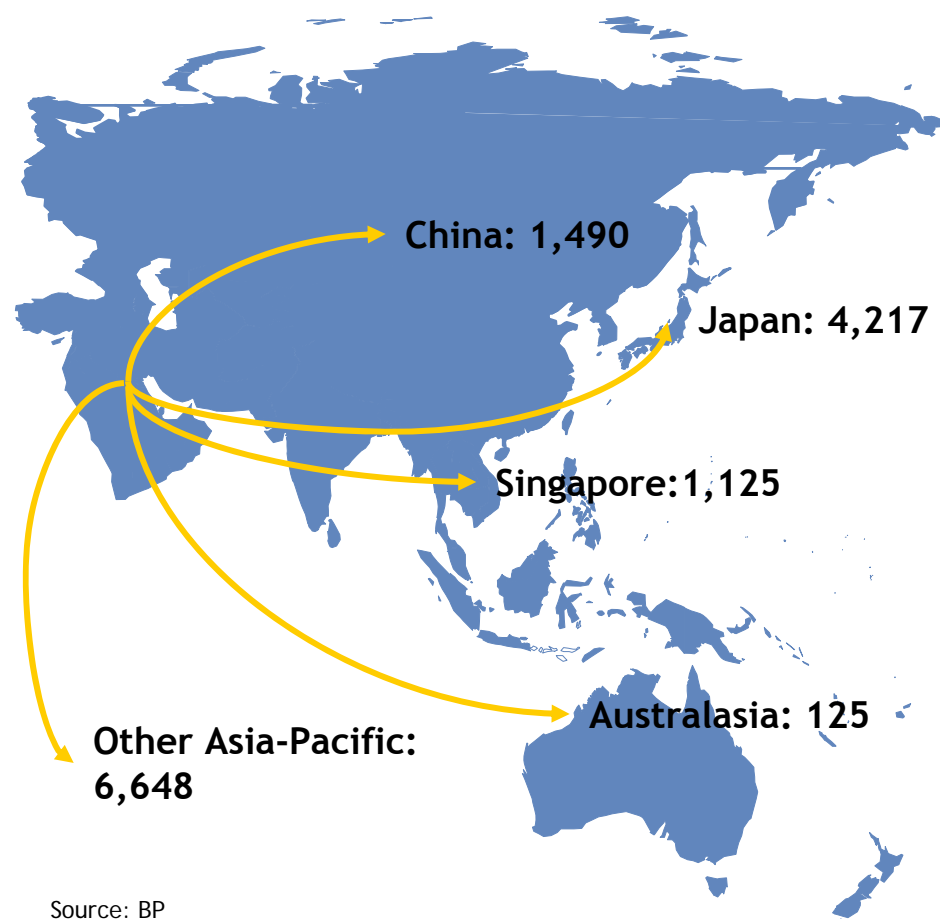 China: 1,490
Japan: 4,217
Singapore:1,125
Australasia: 125
Other Asia-Pacific:
6,648
Source: BP